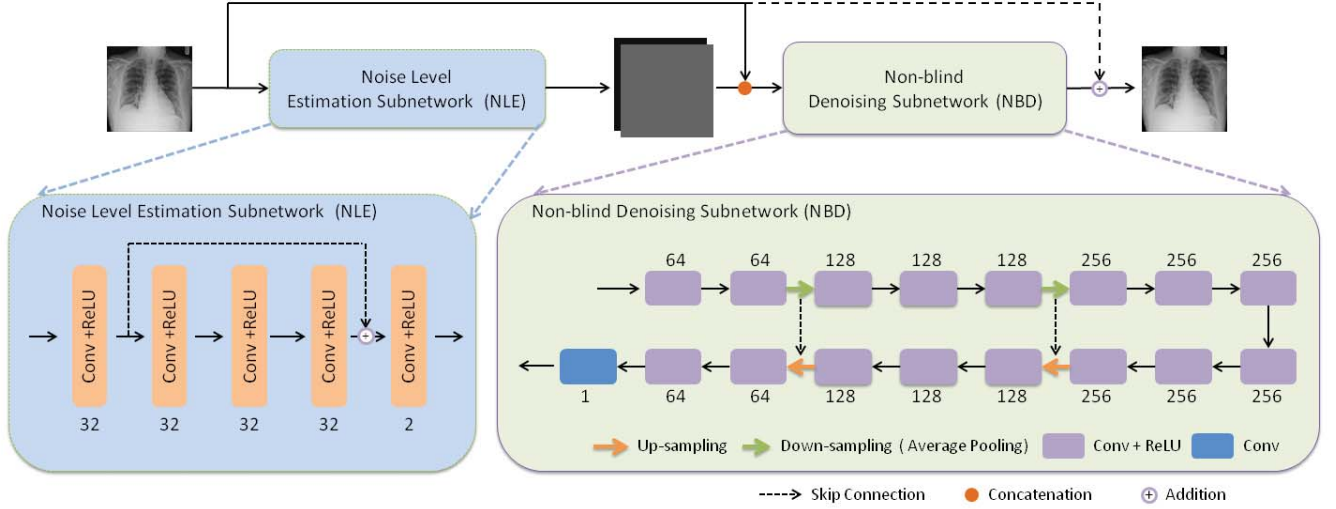 Noise Level
Estimation Subnetwork (NLE)
Non-blind
Denoising Subnetwork (NBD)
Noise Level Estimation Subnetwork (NLE)
Conv +ReLU
Conv +ReLU
Conv +ReLU
Conv +ReLU
Conv +ReLU
32
32
32
32
2
Non-blind Denoising Subnetwork (NBD)
64 64 128 128 128 256 256 256
1 64 64 128 128 128 256 256 256
Up-sampling Down-sampling ( Average Pooling) Conv + ReLU Conv
Skip Connection Concatenation Addition